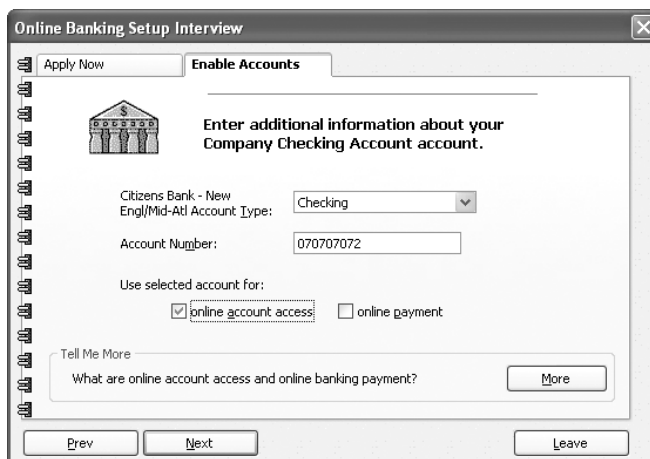 Online Banking Setup Interview
Apply Now
Enable Accounts
$
Enter additional information about your
Company Checking Account account.
Citizens Bank - New
Engl/Mid-Atl Account Type:
Checking
Account Number:
070707072
Use selected account for:
online account access
online payment
Tell Me More
What are online account access and online banking payment?
More
Prev
Next
Leave